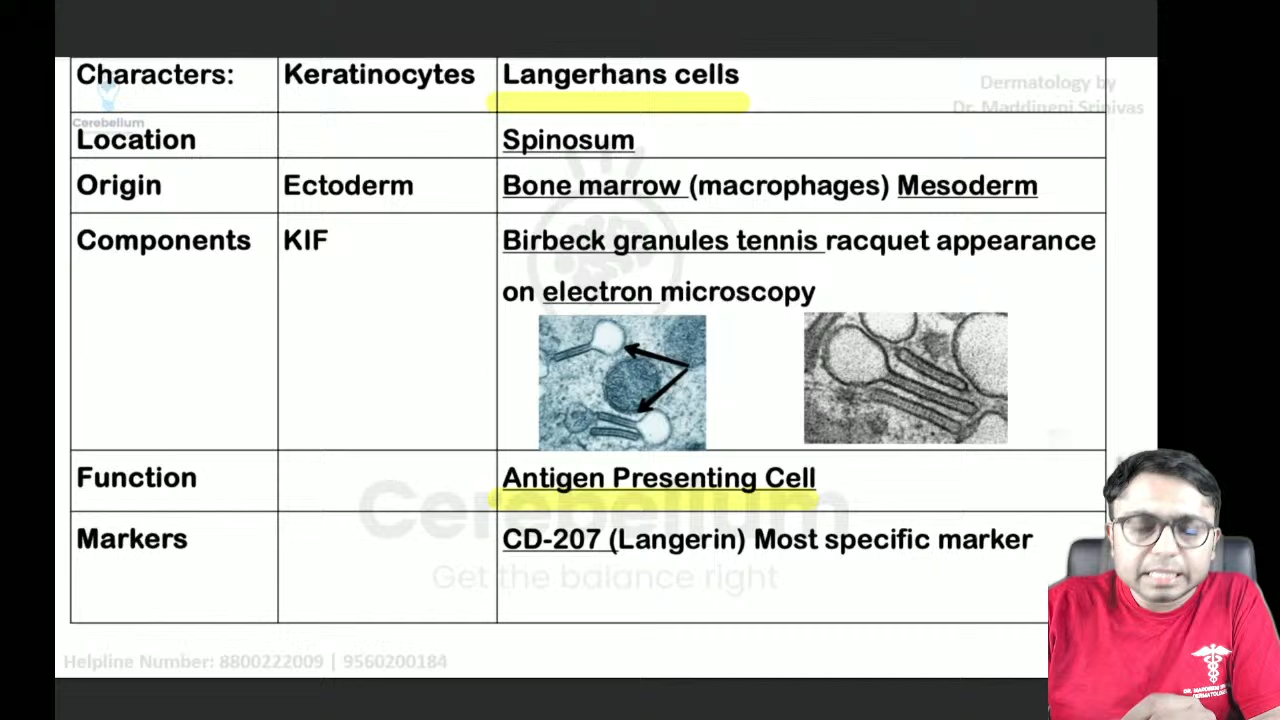 Characters: Keratinocytes Langerhans cells
Dermatology by
Dr. Maddineni Srinivas
Cerebellum
Location Spinosum
Origin Ectoderm Bone marrow (macrophages) Mesoderm
Components KIF Birbeck granules tennis racquet appearance
on electron microscopy
Function Antigen Presenting Cell
Cerebellum
Markers CD-207 (Langerin) Most specific marker
Get the balance right
Helpline Number: 8800222009 | 9560200184